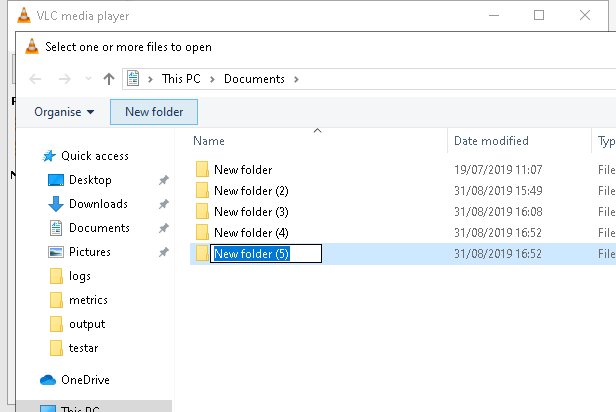 VLC media player
Select one or more files to open
This PC > Documents >
Organise New folder
Name Date modified Typ
Quick access
Desktop
Downloads
Documents
Pictures
logs
metrics
output
testar
OneDrive
This PC
New folder 19/07/2019 11:07 File
New folder (2) 31/08/2019 15:49 File
New folder (3) 31/08/2019 16:08 File
New folder (4) 31/08/2019 16:52 File
New folder (5) 31/08/2019 16:52 File